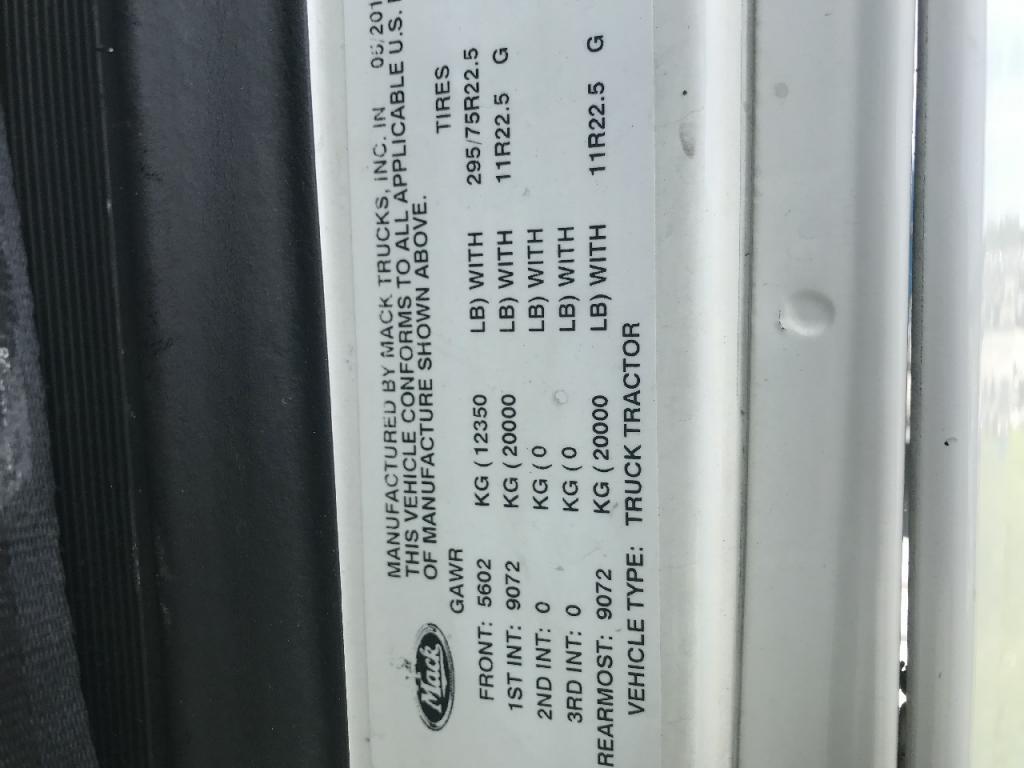 MANUFACTURED BY MACK TRUCKS, INC. IN 05/201
THIS VEHICLE CONFORMS TO ALL APPLICABLE U.S.
OF MANUFACTURE SHOWN ABOVE.
Mack
GAWR TIRES
FRONT: 5602 KG ( 12350 LB) WITH 295/75R22.5
1ST INT: 9072 KG ( 20000 LB) WITH 11R22.5 G
2ND INT: 0 KG ( 0 LB) WITH
3RD INT: 0 KG ( 0 LB) WITH
REARMOST: 9072 KG ( 20000 LB) WITH 11R22.5 G
VEHICLE TYPE: TRUCK TRACTOR